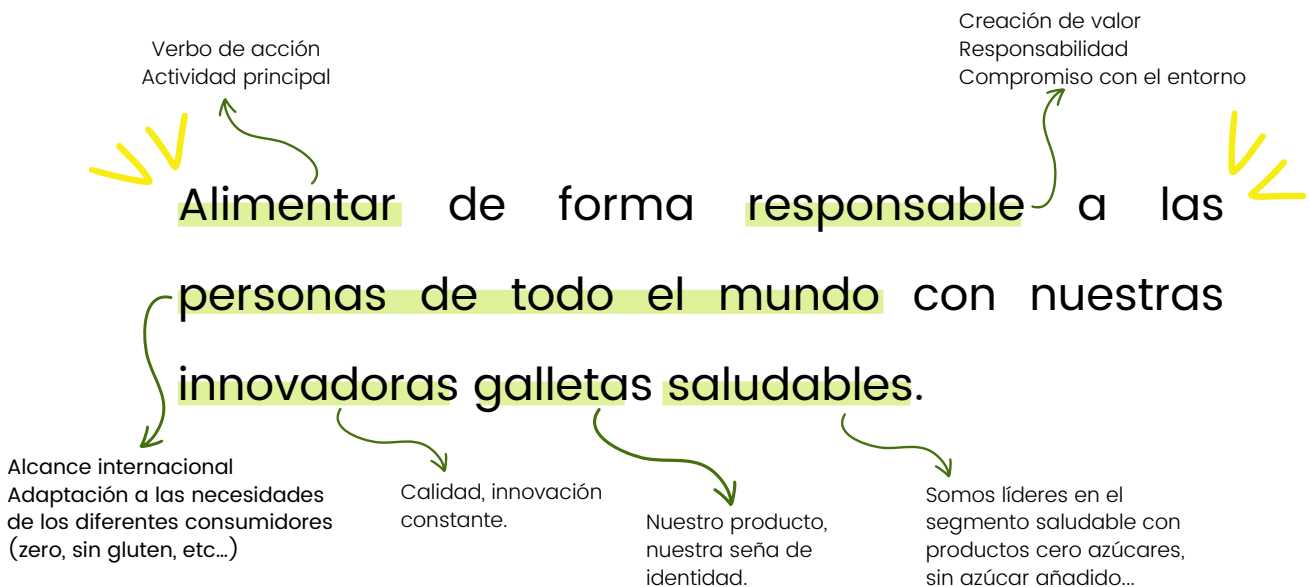 Verbo de acción
Actividad principal
Creación de valor
Responsabilidad
Compromiso con el entorno
Alimentar de forma responsable a las
personas de todo el mundo con nuestras
innovadoras galletas saludables.
Alcance internacional
Adaptación a las necesidades
de los diferentes consumidores
(zero, sin gluten, etc...)
Calidad, innovación
constante.
Nuestro producto,
nuestra seña de
identidad.
Somos líderes en el
segmento saludable con
productos cero azúcares,
sin azúcar añadido...